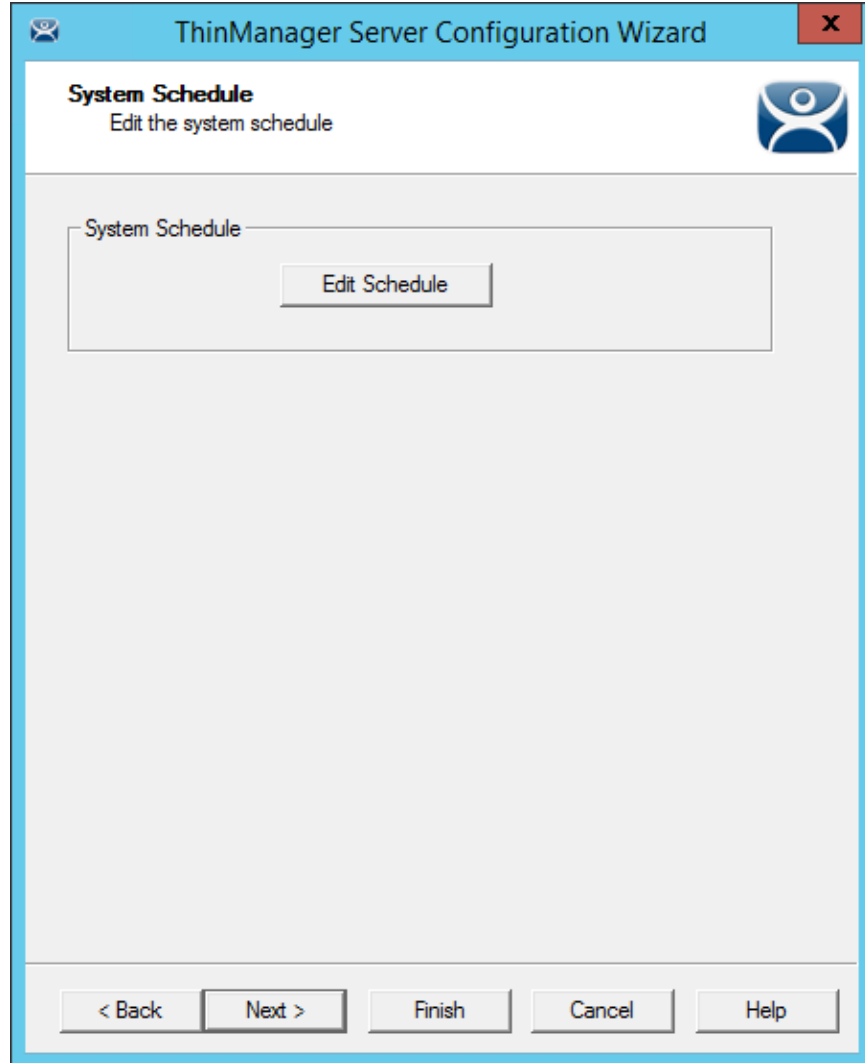 ThinManager Server Configuration Wizard
x
System Schedule
Edit the system schedule
System Schedule
Edit Schedule
< Back Next > Finish Cancel Help